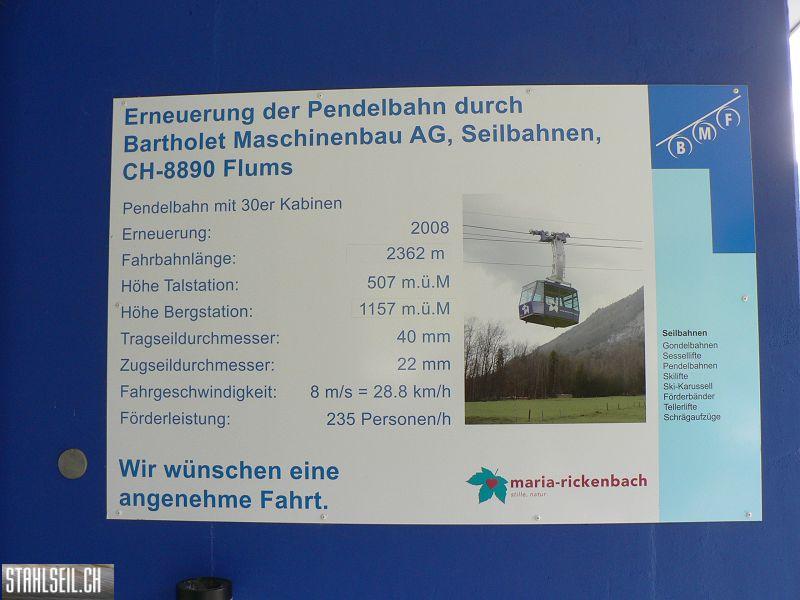 Erneuerung der Pendelbahn durch
Bartholet Maschinenbau AG, Seilbahnen,
CH-8890 Flums
B M F
Pendelbahn mit 30er Kabinen
Erneuerung: 2008
Fahrbahnlänge: 2362 m
Höhe Talstation: 507 m.ü.M
Höhe Bergstation: 1157 m.ü.M
Tragseildurchmesser: 40 mm
Zugseildurchmesser: 22 mm
Fahrgeschwindigkeit: 8 m/s = 28.8 km/h
Förderleistung: 235 Personen/h
Seilbahnen
Gondelbahnen
Sessellifte
Pendelbahnen
Skilifte
Ski-Karussell
Förderbänder
Tellerlifte
Schrägaufzüge
Wir wünschen eine
angenehme Fahrt.
maria-rickenbach
stille. natur
STAHLSEIL.CH